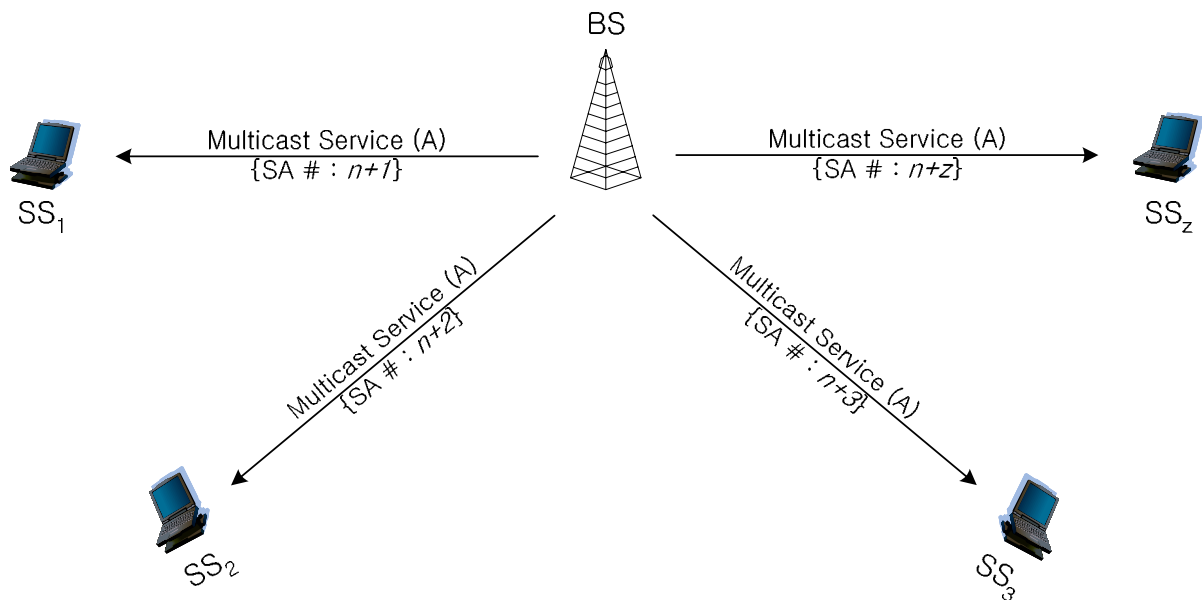 BS
Multicast Service (A)
{SA # : n+1}
SS1
Multicast Service (A)
{SA # : n+z}
SSz
Multicast Service (A)
{SA # : n+2}
SS2
Multicast Service (A)
{SA # : n+3}
SS3